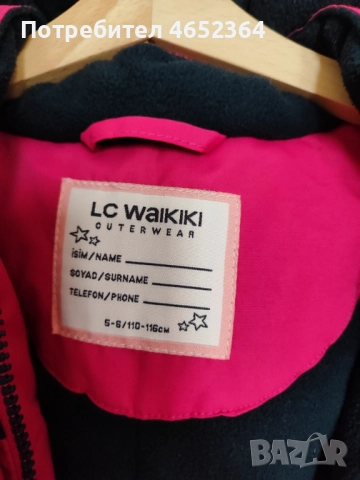 Потребител 4652364
LC WAIKIKI
OUTERWEAR
İSİM/NAME
SOYAD/SURNAME
TELEFON/PHONE
5-6/110-116CM
BAZAR